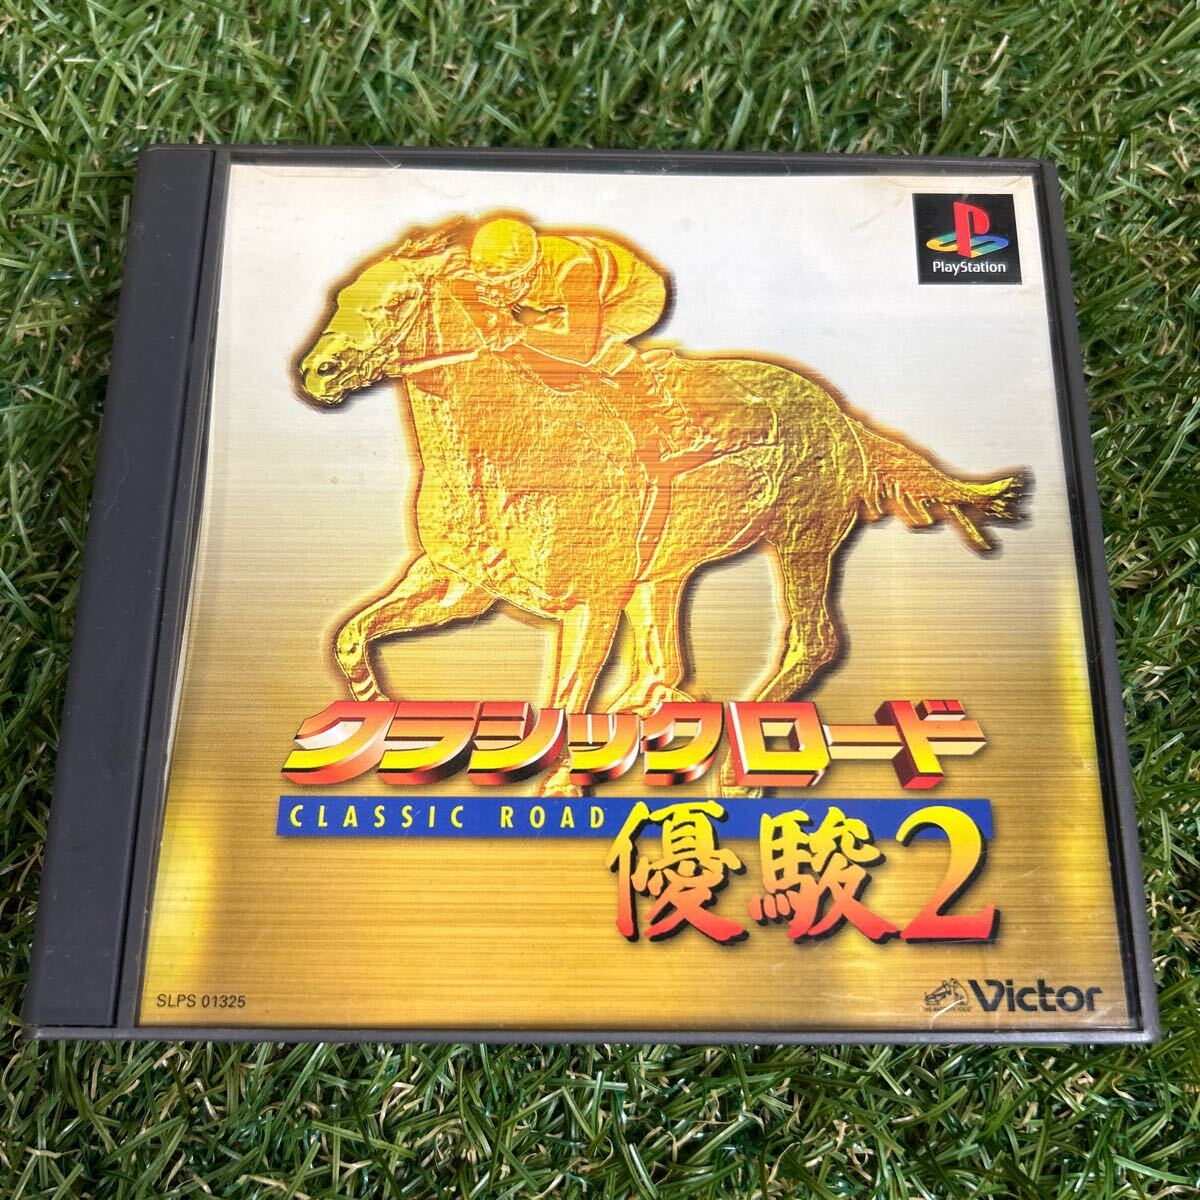 PlayStation
クラシックロード
CLASSIC ROAD
優駿2
SLPS 01325
Victor